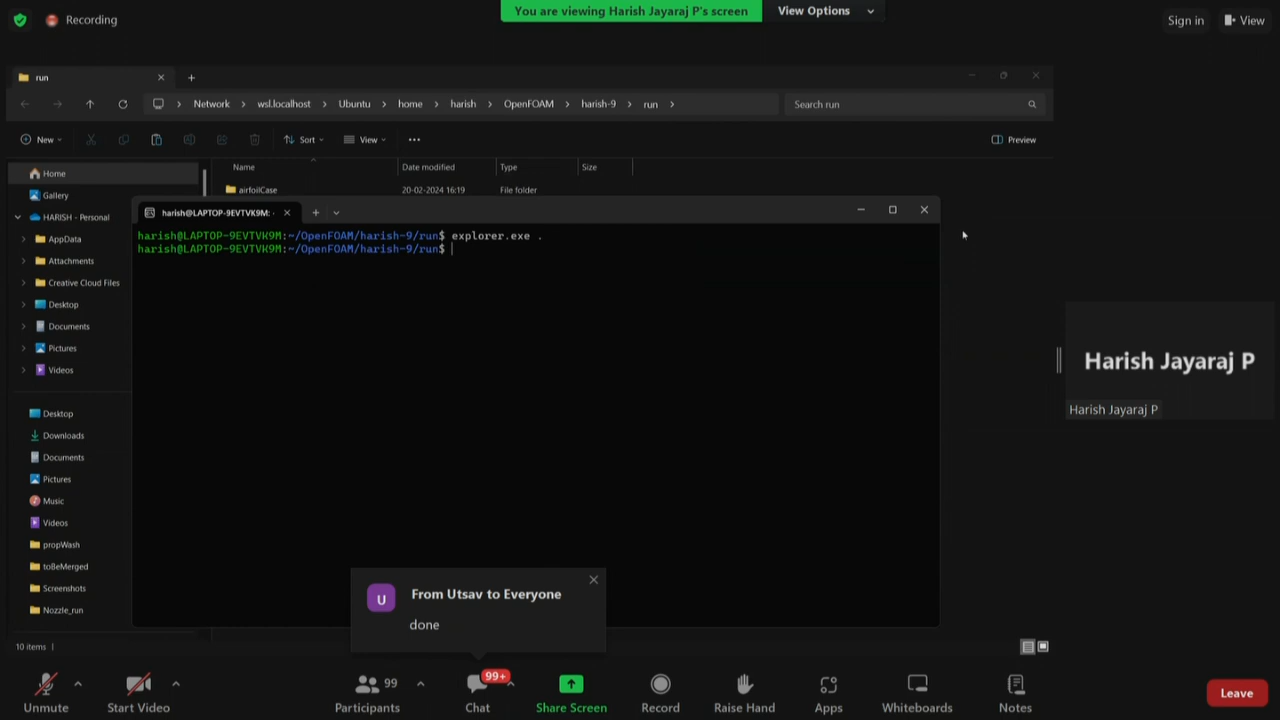 Recording
You are viewing Harish Jayaraj P's screen
View Options
Sign in
View
run
Network > wsl.localhost > Ubuntu > home > harish > OpenFOAM > harish-9 > run >
Search run
New
Sort
View
Preview
Name
Date modified
Type
Size
airfoilCase
20-02-2024 16:19
File folder
Home
Gallery
HARISH - Personal
AppData
Attachments
Creative Cloud Files
Desktop
Documents
Pictures
Videos
Desktop
Downloads
Documents
Pictures
Music
Videos
propWash
toBeMerged
Screenshots
Nozzle_run
10 items
harish@LAPTOP-9EVTVK9M:
harish@LAPTOP-9EVTVK9M:~/OpenFOAM/harish-9/run$ explorer.exe .
harish@LAPTOP-9EVTVK9M:~/OpenFOAM/harish-9/run$
Harish Jayaraj P
Harish Jayaraj P
U
From Utsav to Everyone
done
Unmute
Start Video
99
Participants
99+
Chat
Share Screen
Record
Raise Hand
Apps
Whiteboards
Notes
Leave